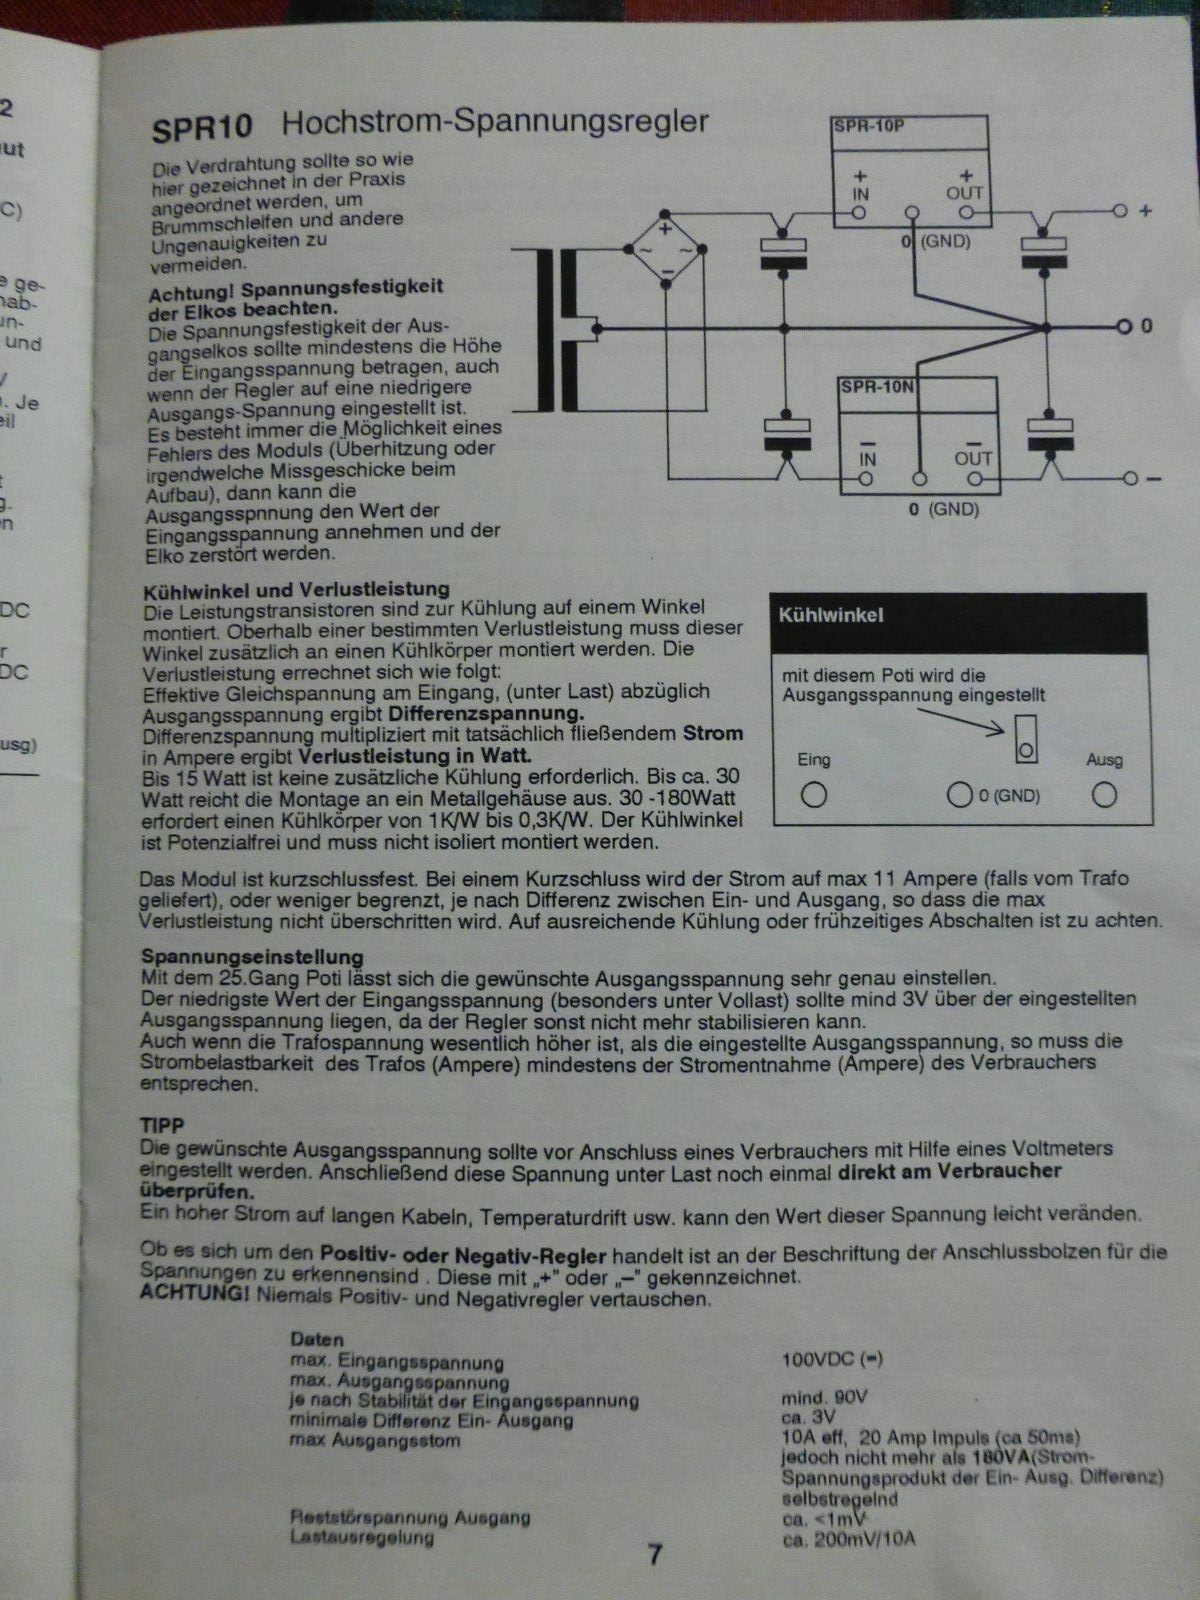 2
ut
C)
e ge-
nab-
un-
und
V
n. Je
eil
t
g.
en
DC
r
DC
usg)
SPR10 Hochstrom-Spannungsregler
Die Verdrahtung sollte so wie
hier gezeichnet in der Praxis
angeordnet werden, um
Brummschleifen und andere
Ungenauigkeiten zu
vermeiden.
Achtung! Spannungsfestigkeit
der Elkos beachten.
Die Spannungsfestigkeit der Aus-
gangselkos sollte mindestens die Höhe
der Eingangsspannung betragen, auch
wenn der Regler auf eine niedrigere
Ausgangs-Spannung eingestellt ist.
Es besteht immer die Möglichkeit eines
Fehlers des Moduls (Überhitzung oder
irgendwelche Missgeschicke beim
Aufbau), dann kann die
Ausgangsspnnung den Wert der
Eingangsspannung annehmen und der
Elko zerstört werden.
SPR-10P
+ +
IN OUT
0 (GND)
+
+
~ ~
−
0
SPR-10N
− −
IN OUT
−
0 (GND)
Kühlwinkel und Verlustleistung
Die Leistungstransistoren sind zur Kühlung auf einem Winkel
montiert. Oberhalb einer bestimmten Verlustleistung muss dieser
Winkel zusätzlich an einen Kühlkörper montiert werden. Die
Verlustleistung errechnet sich wie folgt:
Effektive Gleichspannung am Eingang, (unter Last) abzüglich
Ausgangsspannung ergibt Differenzspannung.
Differenzspannung multipliziert mit tatsächlich fließendem Strom
in Ampere ergibt Verlustleistung in Watt.
Bis 15 Watt ist keine zusätzliche Kühlung erforderlich. Bis ca. 30
Watt reicht die Montage an ein Metallgehäuse aus. 30 -180Watt
erfordert einen Kühlkörper von 1K/W bis 0,3K/W. Der Kühlwinkel
ist Potenzialfrei und muss nicht isoliert montiert werden.
Kühlwinkel
mit diesem Poti wird die
Ausgangsspannung eingestellt
Eing Ausg
0 (GND)
Das Modul ist kurzschlussfest. Bei einem Kurzschluss wird der Strom auf max 11 Ampere (falls vom Trafo
geliefert), oder weniger begrenzt, je nach Differenz zwischen Ein- und Ausgang, so dass die max
Verlustleistung nicht überschritten wird. Auf ausreichende Kühlung oder frühzeitiges Abschalten ist zu achten.
Spannungseinstellung
Mit dem 25.Gang Poti lässt sich die gewünschte Ausgangsspannung sehr genau einstellen.
Der niedrigste Wert der Eingangsspannung (besonders unter Vollast) sollte mind 3V über der eingestellten
Ausgangsspannung liegen, da der Regler sonst nicht mehr stabilisieren kann.
Auch wenn die Trafospannung wesentlich höher ist, als die eingestellte Ausgangsspannung, so muss die
Strombelastbarkeit des Trafos (Ampere) mindestens der Stromentnahme (Ampere) des Verbrauchers
entsprechen.
TIPP
Die gewünschte Ausgangsspannung sollte vor Anschluss eines Verbrauchers mit Hilfe eines Voltmeters
eingestellt werden. Anschließend diese Spannung unter Last noch einmal direkt am Verbraucher
überprüfen.
Ein hoher Strom auf langen Kabeln, Temperaturdrift usw. kann den Wert dieser Spannung leicht veränden.
Ob es sich um den Positiv- oder Negativ-Regler handelt ist an der Beschriftung der Anschlussbolzen für die
Spannungen zu erkennensind . Diese mit „+" oder „–" gekennzeichnet.
ACHTUNG! Niemals Positiv- und Negativregler vertauschen.
Daten
max. Eingangsspannung 100VDC (=)
max. Ausgangsspannung
je nach Stabilität der Eingangsspannung mind. 90V
minimale Differenz Ein- Ausgang ca. 3V
max Ausgangsstom 10A eff, 20 Amp Impuls (ca 50ms)
jedoch nicht mehr als 180VA(Strom-
Spannungsprodukt der Ein- Ausg. Differenz)
selbstregelnd
Reststörspannung Ausgang ca. <1mV
Lastausregelung ca. 200mV/10A
7